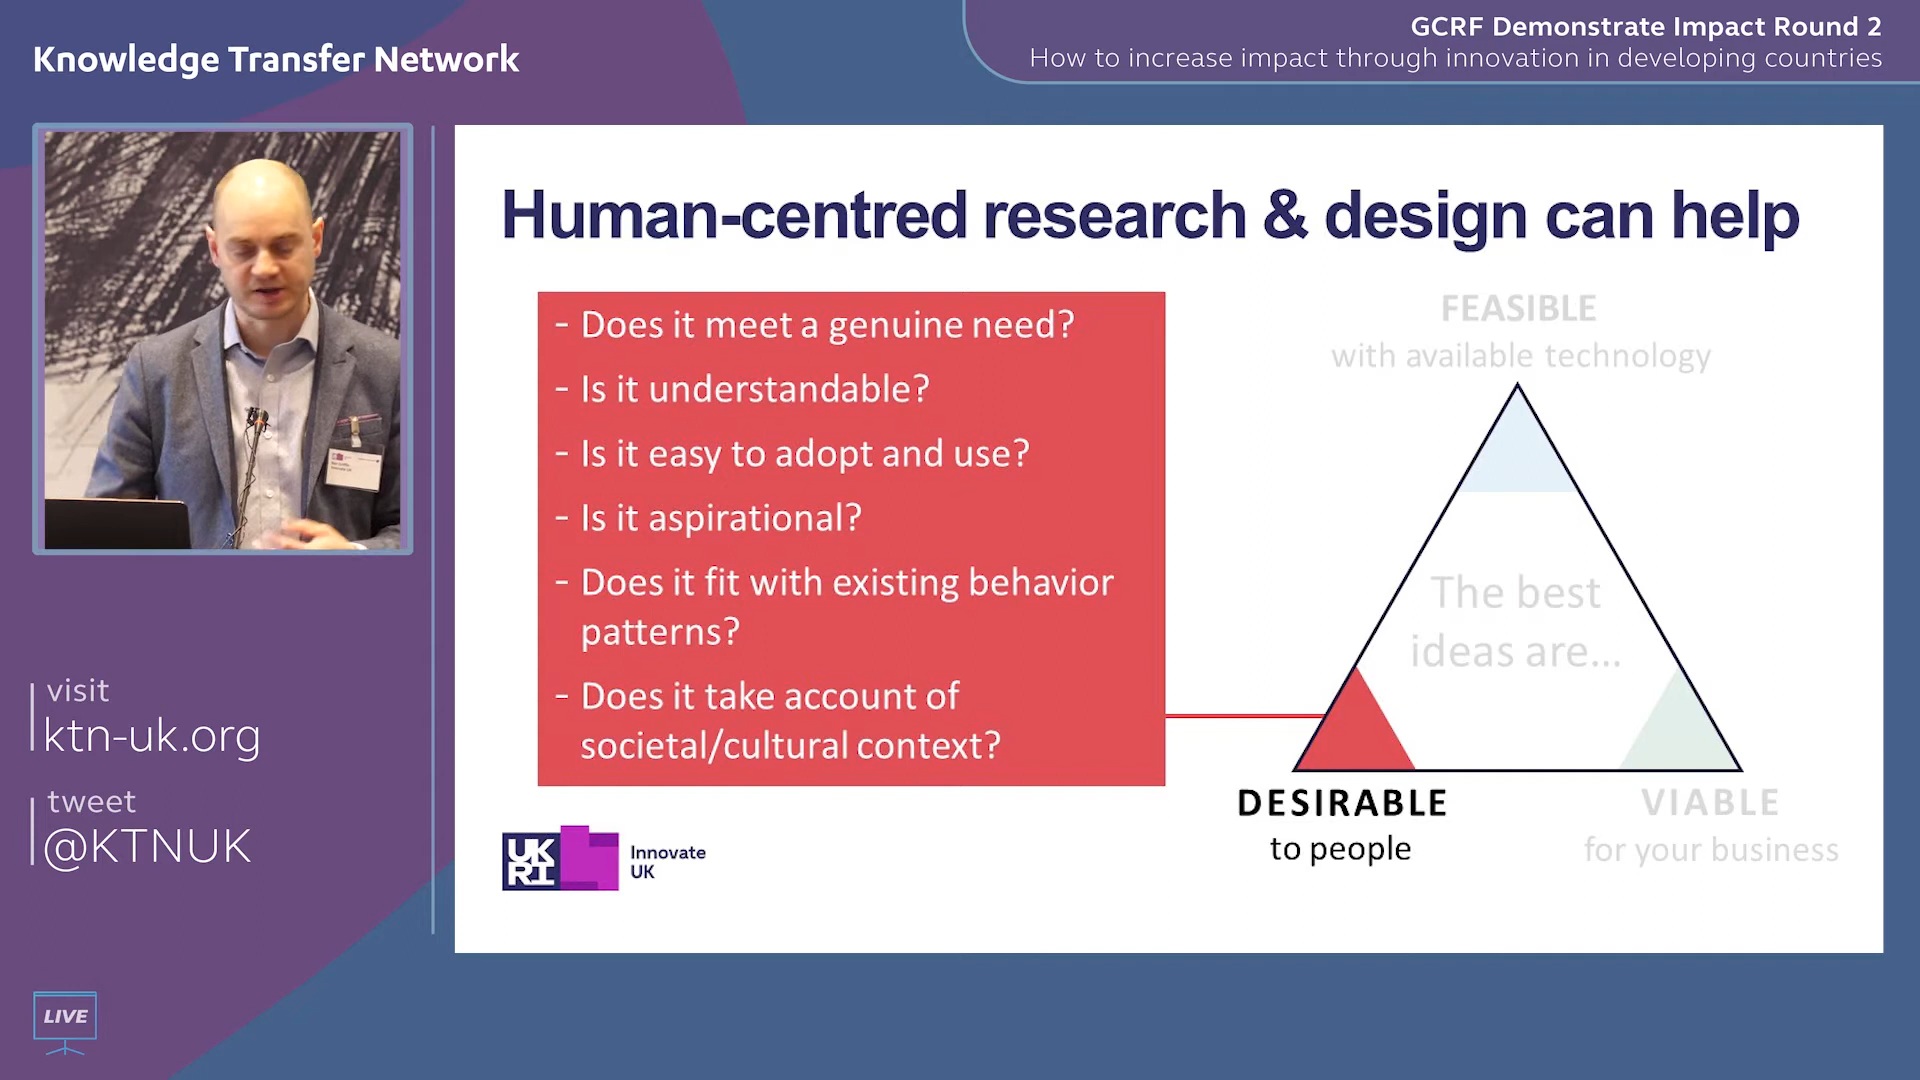 Knowledge Transfer Network
GCRF Demonstrate Impact Round 2
How to increase impact through innovation in developing countries
Human-centred research & design can help
- Does it meet a genuine need?
- Is it understandable?
- Is it easy to adopt and use?
- Is it aspirational?
- Does it fit with existing behavior
patterns?
- Does it take account of
societal/cultural context?
FEASIBLE
with available technology
The best
ideas are...
DESIRABLE
to people
VIABLE
for your business
UK
RI
Innovate
UK
visit
ktn-uk.org
tweet
@KTNUK
LIVE